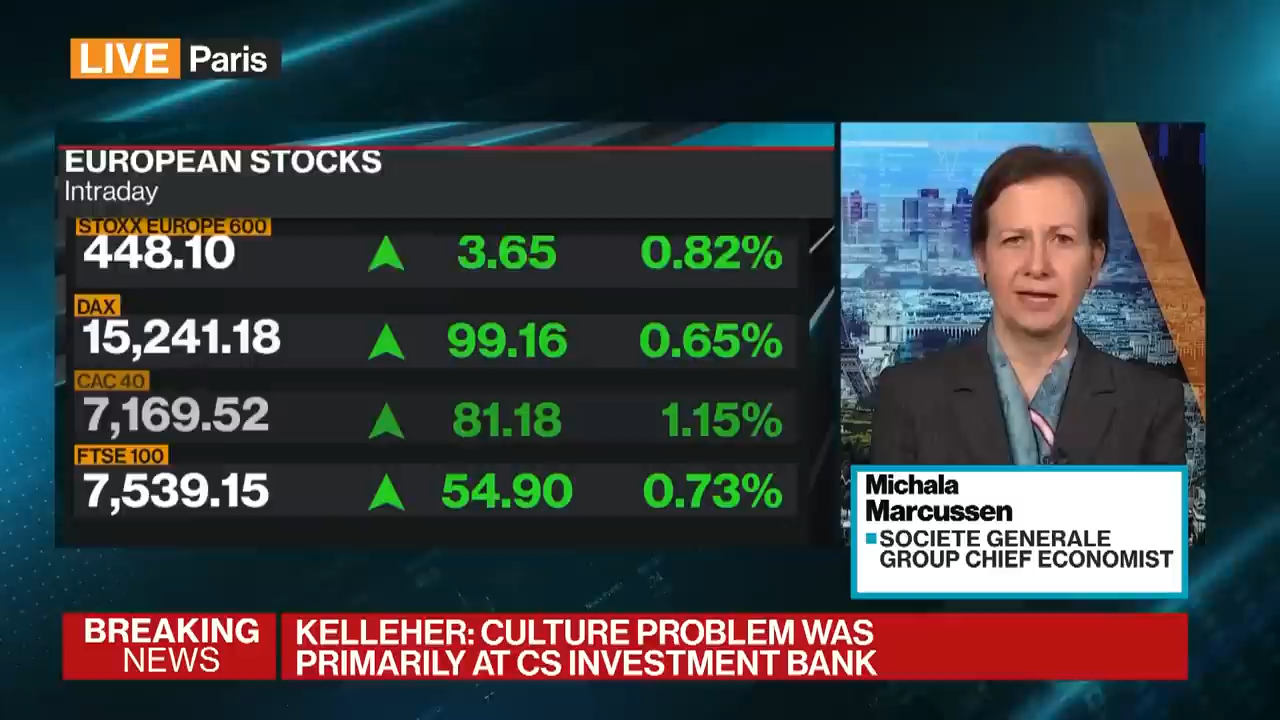 LIVE Paris
EUROPEAN STOCKS
Intraday
STOXX EUROPE 600
448.10 ▲ 3.65 0.82%
DAX
15,241.18 ▲ 99.16 0.65%
CAC 40
7,169.52 ▲ 81.18 1.15%
FTSE 100
7,539.15 ▲ 54.90 0.73%
Michala
Marcussen
SOCIETE GENERALE
GROUP CHIEF ECONOMIST
BREAKING
NEWS
KELLEHER: CULTURE PROBLEM WAS
PRIMARILY AT CS INVESTMENT BANK